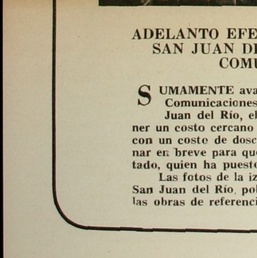 ADELANTO EFE
SAN JUAN DE
COMU
SUMAMENTE ava
Comunicaciones
Juan del Río, el
ner un costo cercano
con un costo de dosc
nar en breve para que
tado, quien ha puesto
Las fotos de la iz
San Juan del Río, pol
las obras de referenci